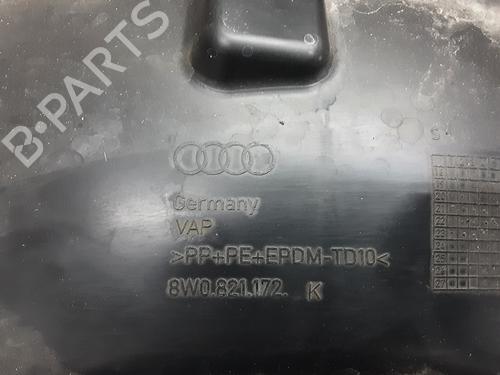 B-PARTS
Germany
VAP
>PP+PE+EPDM-TD10<
8W0.821.172. K
S